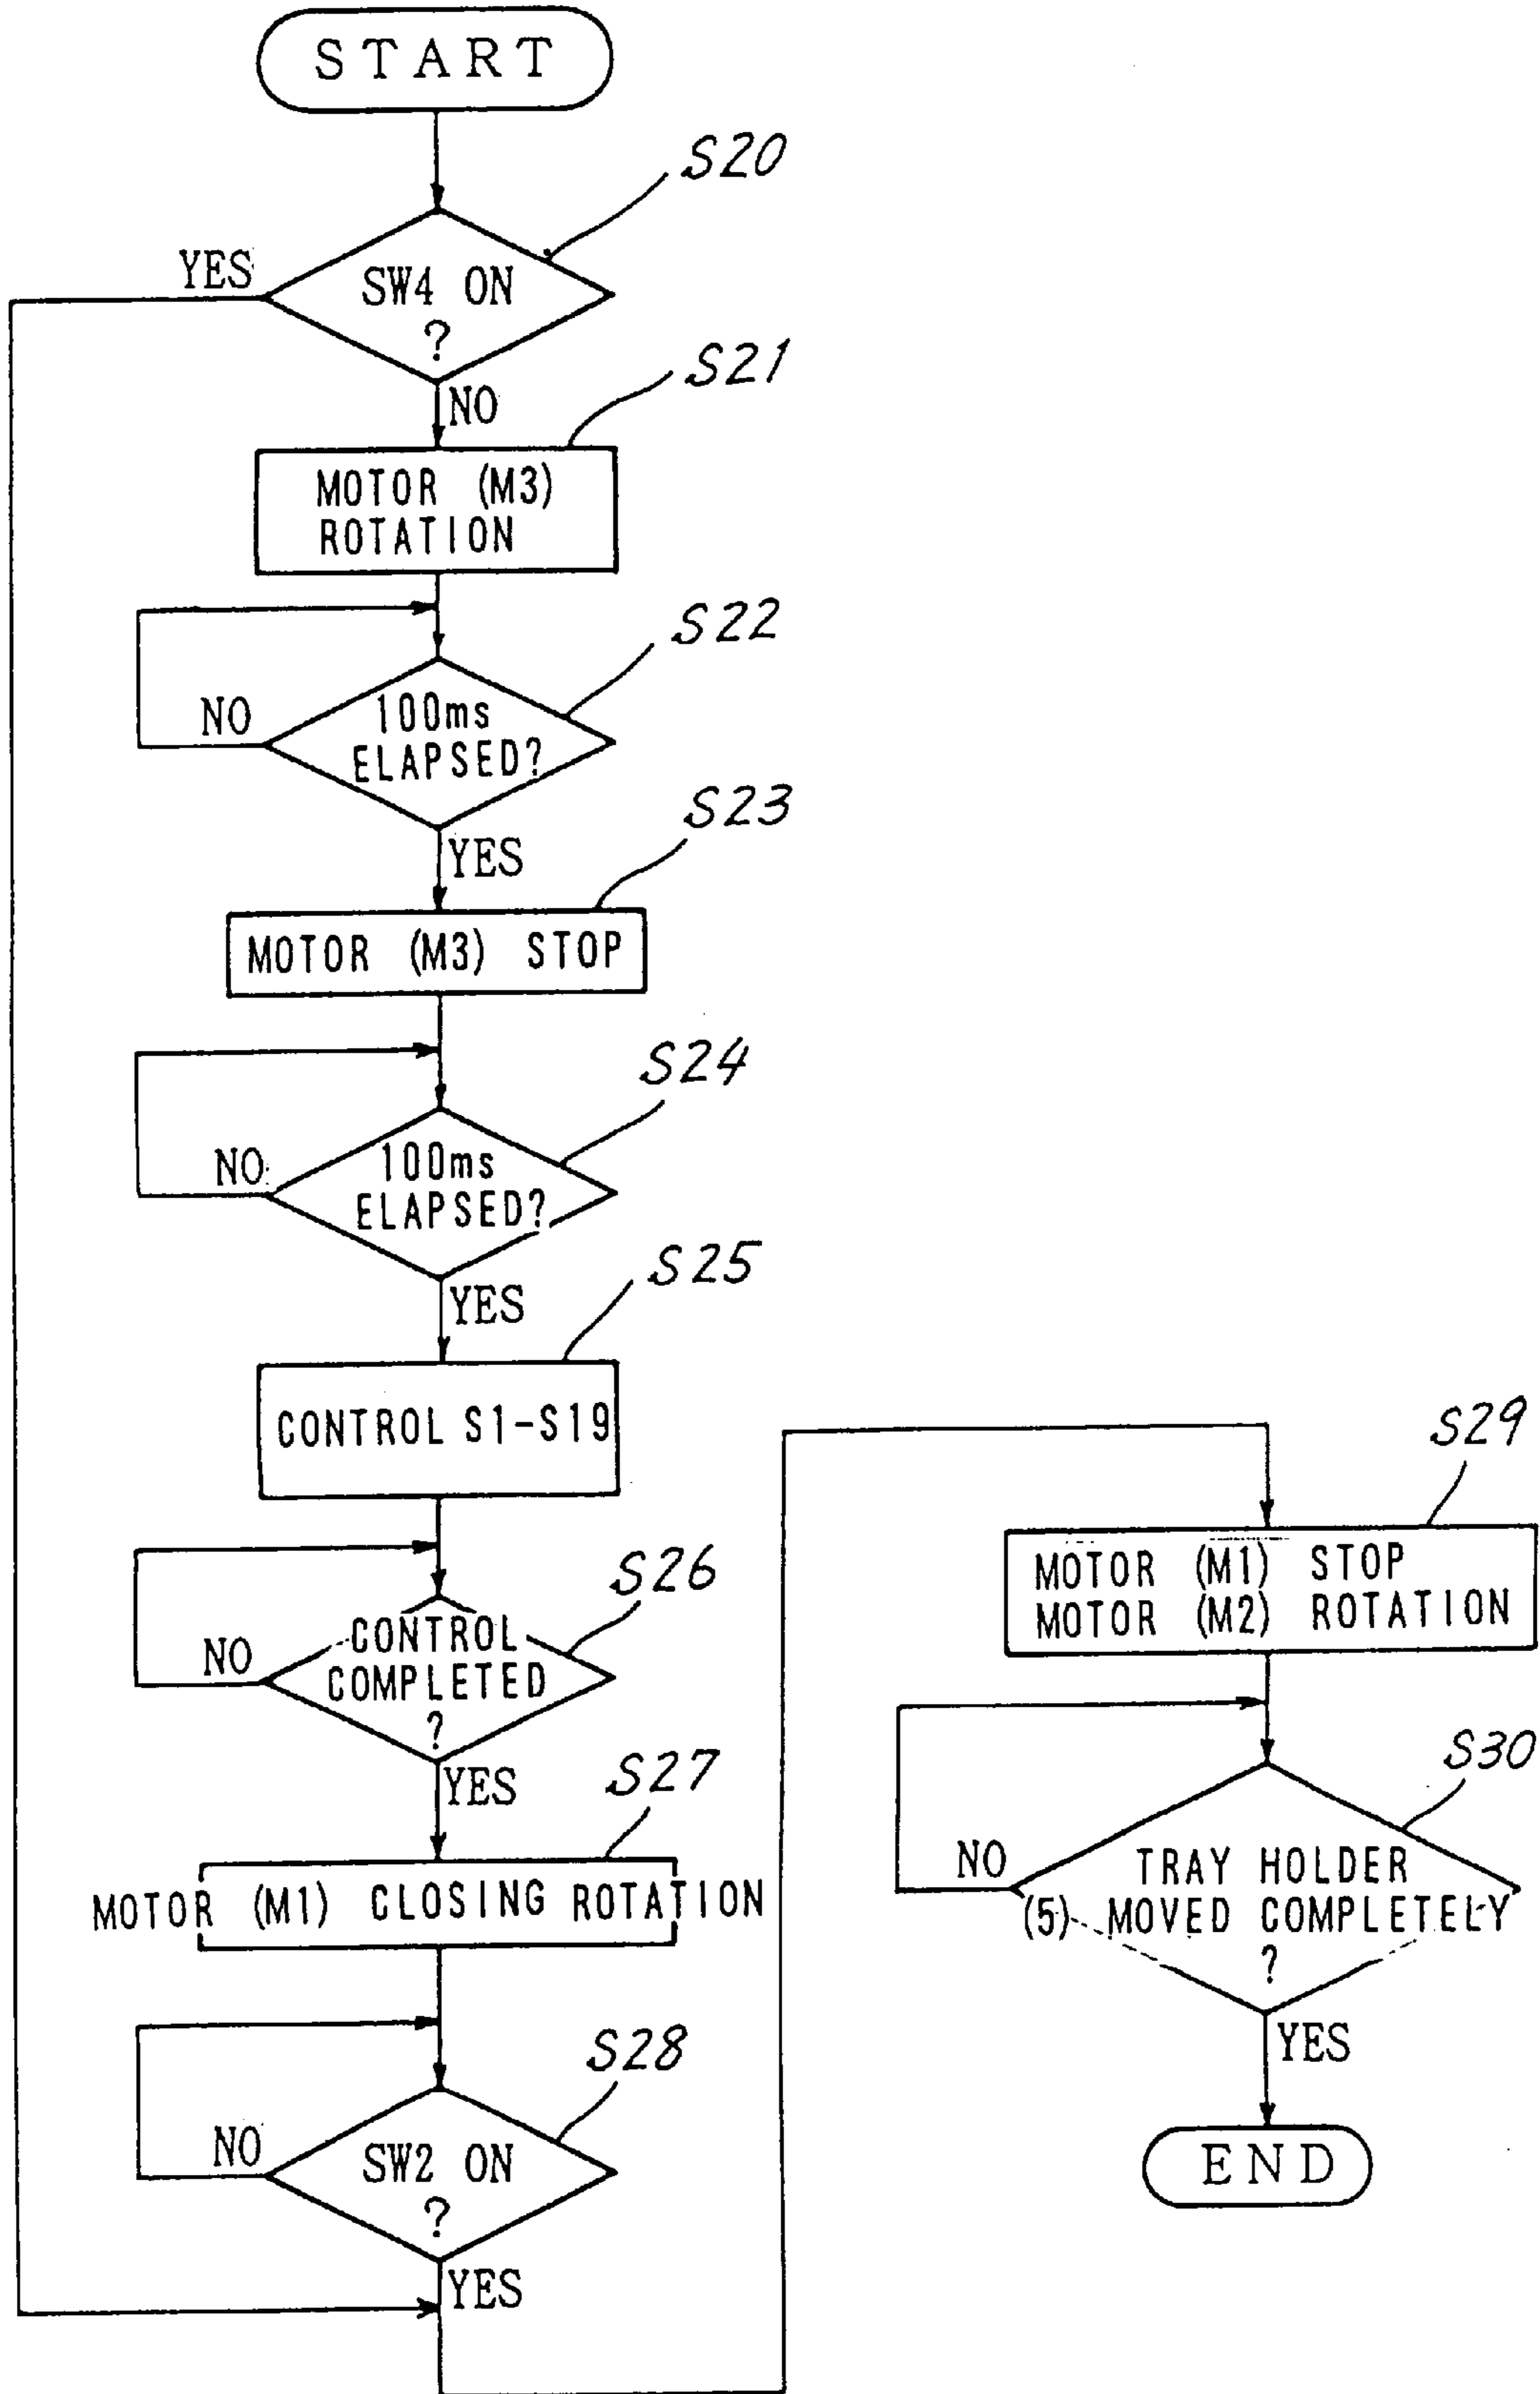 START
S20
YES
SW4 ON
?
S21
NO
MOTOR (M3)
ROTATION
S22
NO
100ms
ELAPSED?
S23
YES
MOTOR (M3) STOP
S24
NO
100ms
ELAPSED?
S25
YES
CONTROL S1-S19
S26
NO
CONTROL
COMPLETED
?
S27
YES
MOTOR (M1) CLOSING ROTATION
S28
NO
SW2 ON
?
YES
S29
MOTOR (M1) STOP
MOTOR (M2) ROTATION
S30
NO
TRAY HOLDER
(5) MOVED COMPLETELY
?
YES
END